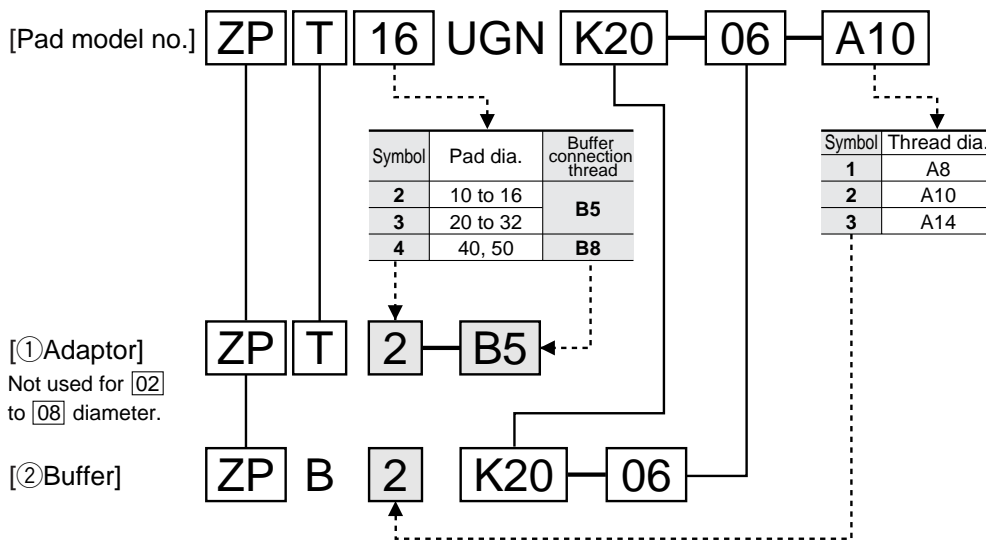 [Pad model no.] ZP T 16 UGN K20 — 06 — A10
Symbol Pad dia. Buffer connection thread
2 10 to 16 B5
3 20 to 32
4 40, 50 B8
Symbol Thread dia.
1 A8
2 A10
3 A14
[①Adaptor] ZP T 2 — B5
Not used for 02
to 08 diameter.
[②Buffer] ZP B 2 K20 — 06